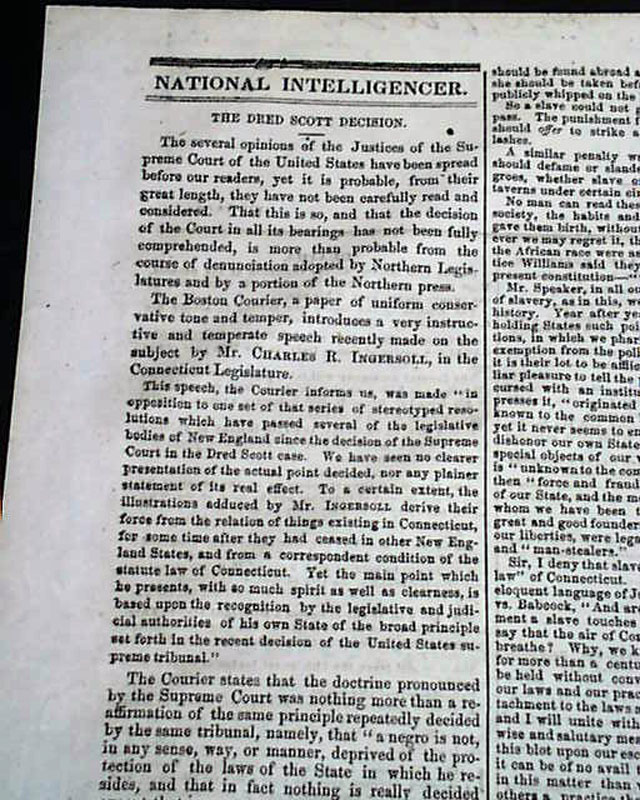 NATIONAL INTELLIGENCER.
THE DRED SCOTT DECISION.
The several opinions of the Justices of the Su-
preme Court of the United States have been spread
before our readers, yet it is probable, from their
great length, they have not been carefully read and
considered. That this is so, and that the decision
of the Court in all its bearings has not been fully
comprehended, is more than probable from the
course of denunciation adopted by Northern Legis-
latures and by a portion of the Northern press.
The Boston Courier, a paper of uniform conser-
vative tone and temper, introduces a very instruc-
tive and temperate speech recently made on the
subject by Mr. CHARLES R. INGERSOLL, in the
Connecticut Legislature.
This speech, the Courier informs us, was made "in
opposition to one set of that series of stereotyped reso-
lutions which have passed several of the legislative
bodies of New England since the decision of the Supreme
Court in the Dred Scott case. We have seen no clearer
presentation of the actual point decided, nor any plainer
statement of its real effect. To a certain extent, the
illustrations adduced by Mr. INGERSOLL derive their
force from the relation of things existing in Connecticut,
for some time after they had ceased in other New Eng-
land States, and from a correspondent condition of the
statute law of Connecticut. Yet the main point which
he presents, with so much spirit as well as clearness, is
based upon the recognition by the legislative and judi-
cial authorities of his own State of the broad principle
set forth in the recent decision of the United States su-
preme tribunal."
The Courier states that the doctrine pronounced
by the Supreme Court was nothing more than a re-
affirmation of the same principle repeatedly decided
by the same tribunal, namely, that "a negro is not,
in any sense, way, or manner, deprived of the pro-
tection of the laws of the State in which he re-
sides, and that in fact nothing is really decided
should be found abroad
she should be taken
publicly whipped on the
So a slave could not
pass. The punishment
should offer to strike a
lashes.
A similar penalty
should defame or
groes, whether slave
taverns under certain
No man can read these
society, the habits and
gave them birth, without
ever we may regret it,
the African race were
tice Williams said they
present constitution—"
Mr. Speaker, in all
of slavery, as in this,
history. Year after
holding States such
tions, in which we
exemption from the
it is their lot to be
liar pleasure to tell the
cursed with an
presses it, "originated
known to the common
yet it never seems to
dishonor our own State
special objects of our
is "unknown to the
then "force and
of our State, and the
whom we have been
great and good
our liberties, were
and "man-stealers."
Sir, I deny that
law" of Connecticut.
eloquent language of
vs. Babcock, "And
ment a slave touches
say that the air of
breathe? Why, we
for more than a
be held without
our laws and our
tachment to the laws
and I will unite with
wise and salutary
this blot upon our
it can be of no avail
in this matter than
others a practice